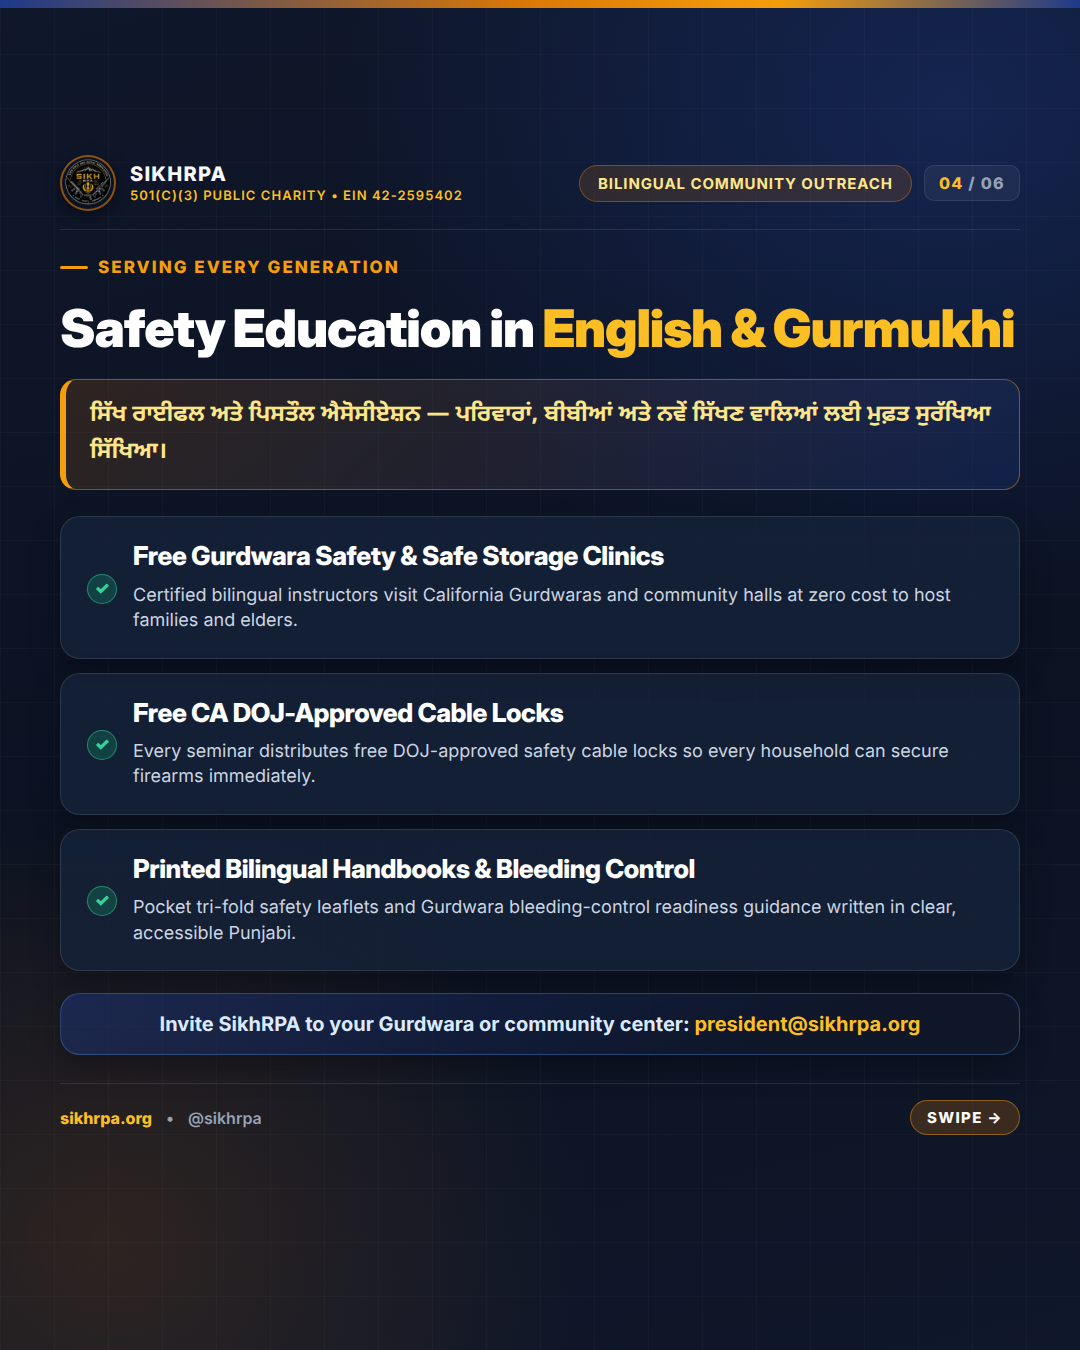 SIKH
SIKHRPA
501(C)(3) PUBLIC CHARITY • EIN 42-2595402
BILINGUAL COMMUNITY OUTREACH
04 / 06
SERVING EVERY GENERATION
Safety Education in English & Gurmukhi
ਸਿੱਖ ਰਾਈਫਲ ਅਤੇ ਪਿਸਤੌਲ ਐਸੋਸੀਏਸ਼ਨ — ਪਰਿਵਾਰਾਂ, ਬੀਬੀਆਂ ਅਤੇ ਨਵੇਂ ਸਿੱਖਣ ਵਾਲਿਆਂ ਲਈ ਮੁਫ਼ਤ ਸੁਰੱਖਿਆ
ਸਿੱਖਿਆ।
Free Gurdwara Safety & Safe Storage Clinics
Certified bilingual instructors visit California Gurdwaras and community halls at zero cost to host
families and elders.
Free CA DOJ-Approved Cable Locks
Every seminar distributes free DOJ-approved safety cable locks so every household can secure
firearms immediately.
Printed Bilingual Handbooks & Bleeding Control
Pocket tri-fold safety leaflets and Gurdwara bleeding-control readiness guidance written in clear,
accessible Punjabi.
Invite SikhRPA to your Gurdwara or community center: president@sikhrpa.org
sikhrpa.org • @sikhrpa
SWIPE →